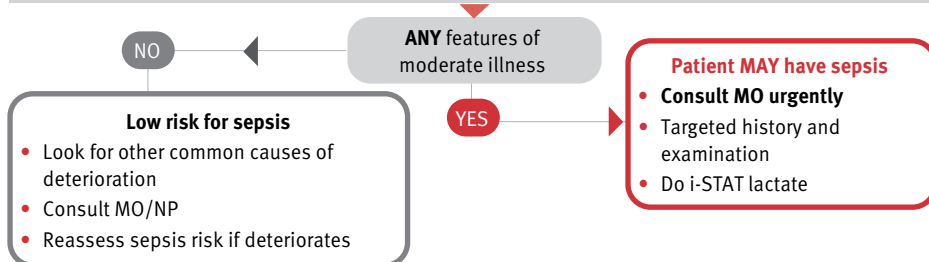 ANY features of
moderate illness
NO
YES
Low risk for sepsis
• Look for other common causes of
deterioration
• Consult MO/NP
• Reassess sepsis risk if deteriorates
Patient MAY have sepsis
• Consult MO urgently
• Targeted history and
examination
• Do i-STAT lactate